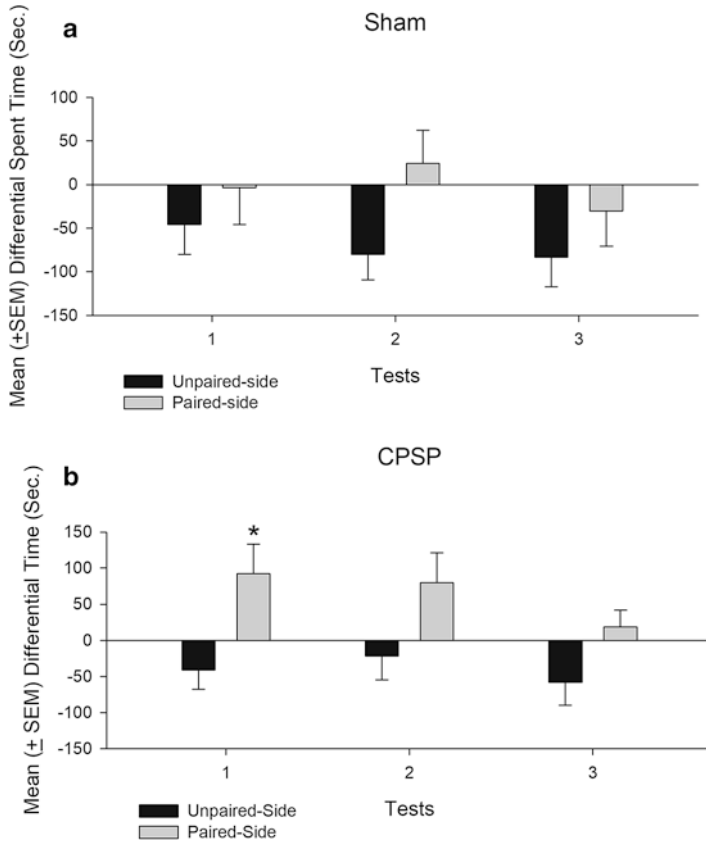 a
Sham
Mean (±SEM) Differential Spent Time (Sec.)
100
50
0
-50
-100
-150
1
2
3
Tests
Unpaired-side
Paired-side
b
CPSP
Mean (± SEM) Differential Time (Sec.)
150
100
50
0
-50
-100
-150
*
1
2
3
Tests
Unpaired-Side
Paired-Side